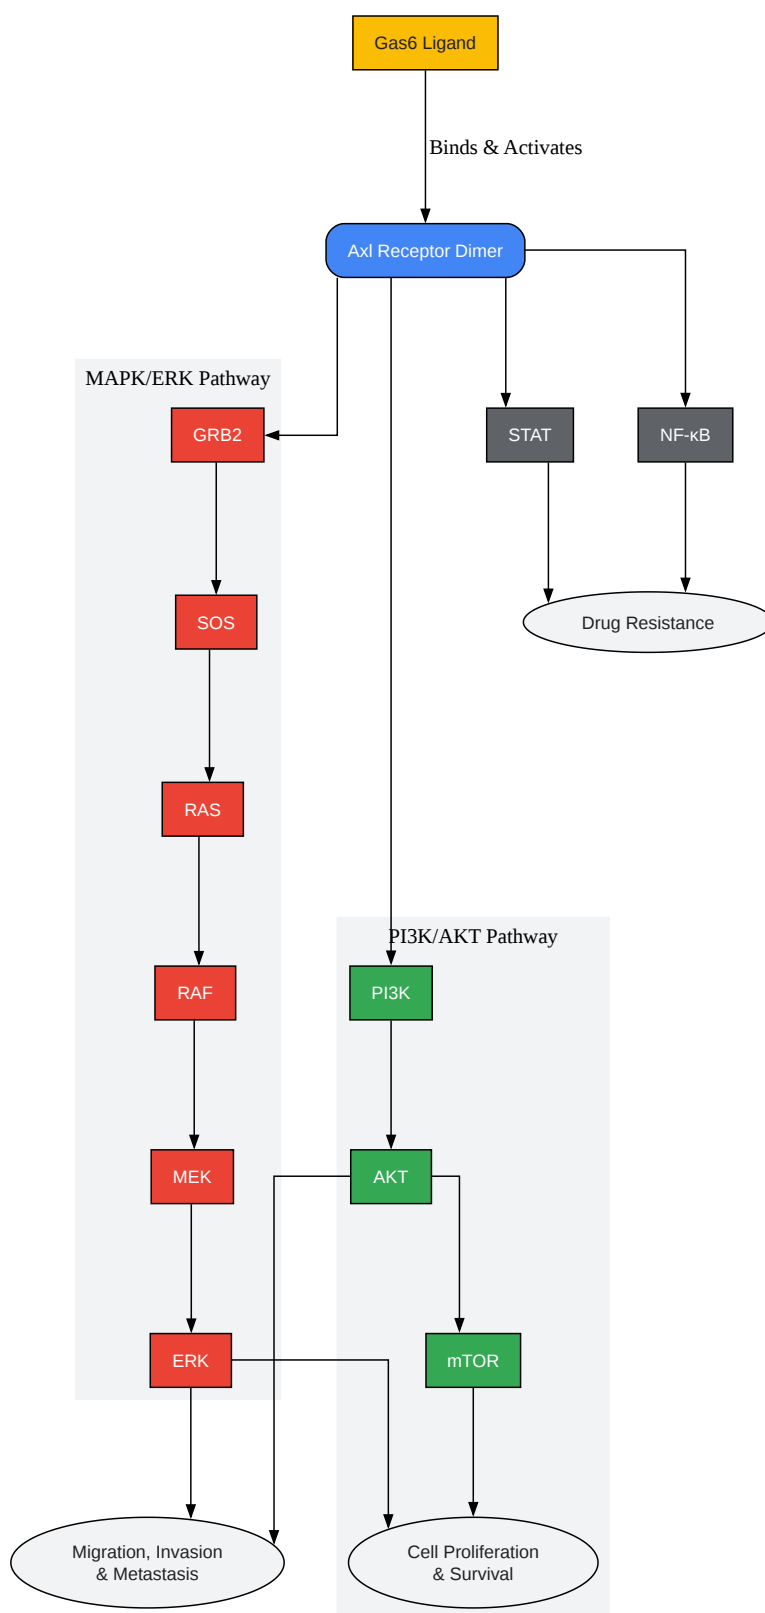 Gas6 Ligand
Binds & Activates
Axl Receptor Dimer
MAPK/ERK Pathway
GRB2
STAT
NF-κB
SOS
Drug Resistance
RAS
PI3K/AKT Pathway
RAF
PI3K
MEK
AKT
ERK
mTOR
Migration, Invasion
& Metastasis
Cell Proliferation
& Survival